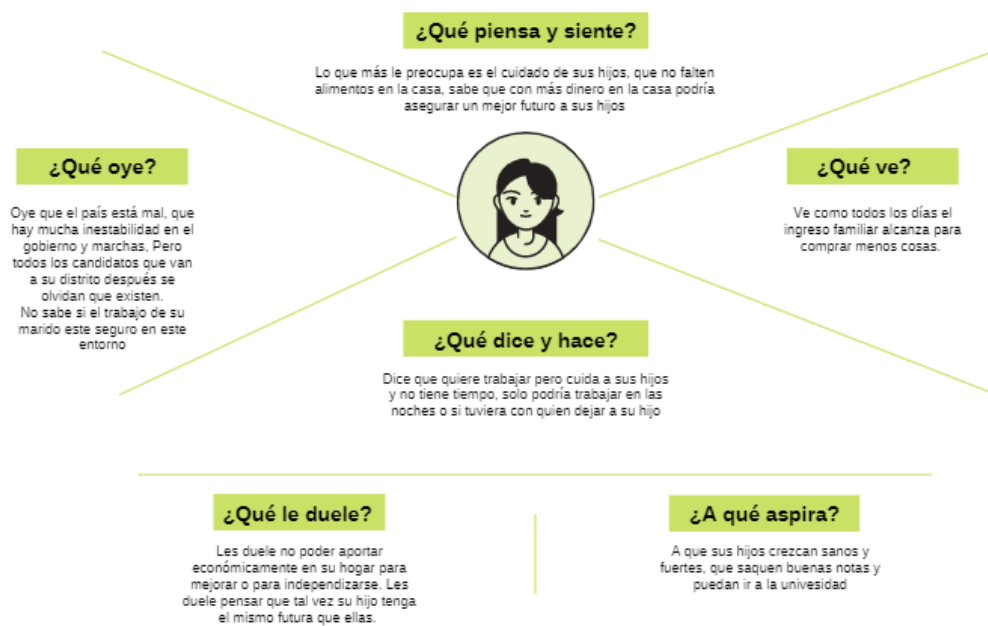 ¿Qué piensa y siente?
Lo que más le preocupa es el cuidado de sus hijos, que no falten
alimentos en la casa, sabe que con más dinero en la casa podría
asegurar un mejor futuro a sus hijos
¿Qué oye?
Oye que el país está mal, que
hay mucha inestabilidad en el
gobierno y marchas, Pero
todos los candidatos que van
a su distrito después se
olvidan que existen.
No sabe si el trabajo de su
marido este seguro en este
entorno
¿Qué ve?
Ve como todos los días el
ingreso familiar alcanza para
comprar menos cosas.
¿Qué dice y hace?
Dice que quiere trabajar pero cuida a sus hijos
y no tiene tiempo, solo podría trabajar en las
noches o si tuviera con quien dejar a su hijo
¿Qué le duele?
Les duele no poder aportar
económicamente en su hogar para
mejorar o para independizarse. Les
duele pensar que tal vez su hijo tenga
el mismo futura que ellas.
¿A qué aspira?
A que sus hijos crezcan sanos y
fuertes, que saquen buenas notas y
puedan ir a la univesidad